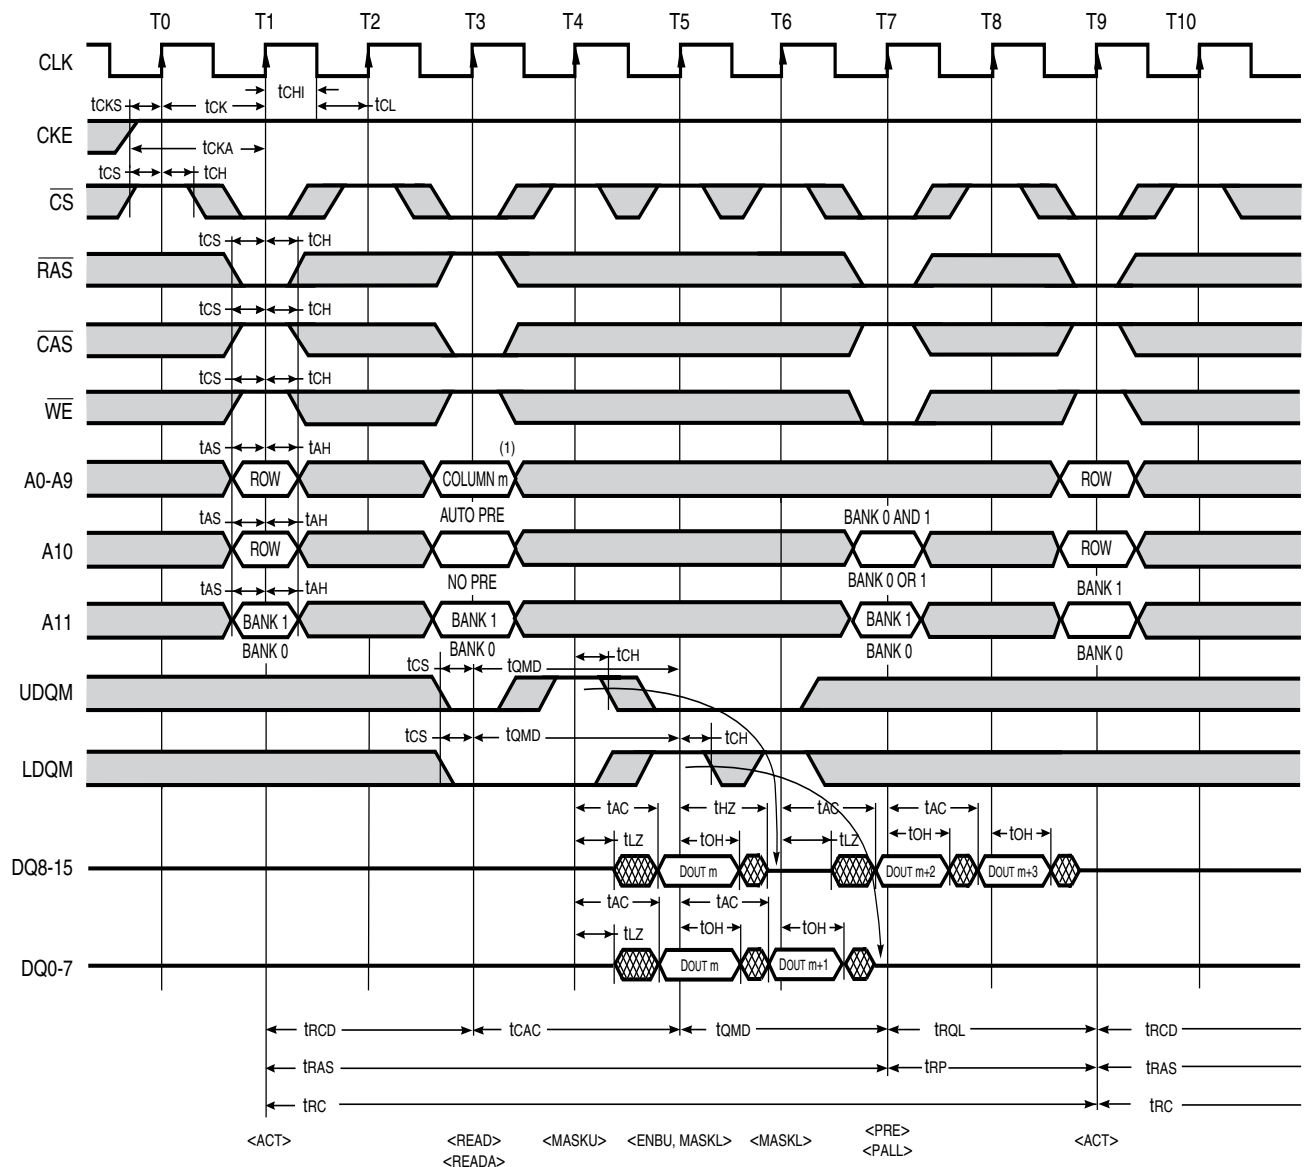 T0 T1 T2 T3 T4 T5 T6 T7 T8 T9 T10
CLK
tCHI
tCKS tCK tCL
CKE
tCKA
tCS tCH
CS
tCS tCH
RAS
tCS tCH
CAS
tCS tCH
WE
tAS tAH (1)
A0-A9 ROW COLUMN m ROW
tAS tAH AUTO PRE BANK 0 AND 1
A10 ROW ROW
NO PRE BANK 0 OR 1
tAS tAH BANK 1
A11 BANK 1 BANK 1 BANK 1
BANK 0 BANK 0 BANK 0 BANK 0
tCS tQMD tCH
UDQM
tCS tQMD tCH
LDQM
tAC tHZ tAC tAC
tLZ tOH tLZ tOH tOH
DQ8-15 DOUT m DOUT m+2 DOUT m+3
tAC tAC
tLZ tOH tOH
DQ0-7 DOUT m DOUT m+1
tRCD tCAC tQMD tRQL tRCD
tRAS tRP tRAS
tRC tRC
<ACT> <READ> <MASKU> <ENBU, MASKL> <MASKL> <PRE> <ACT>
<READA> <PALL>